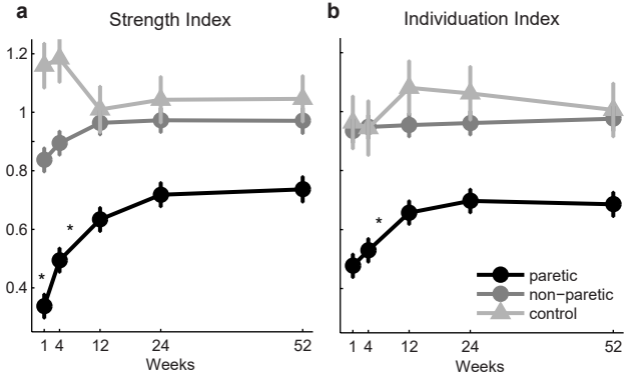 a Strength Index
b Individuation Index
1.2
1
0.8
0.6
0.4
*
*
*
1 4 12 24 52
Weeks
1 4 12 24 52
Weeks
paretic
non−paretic
control